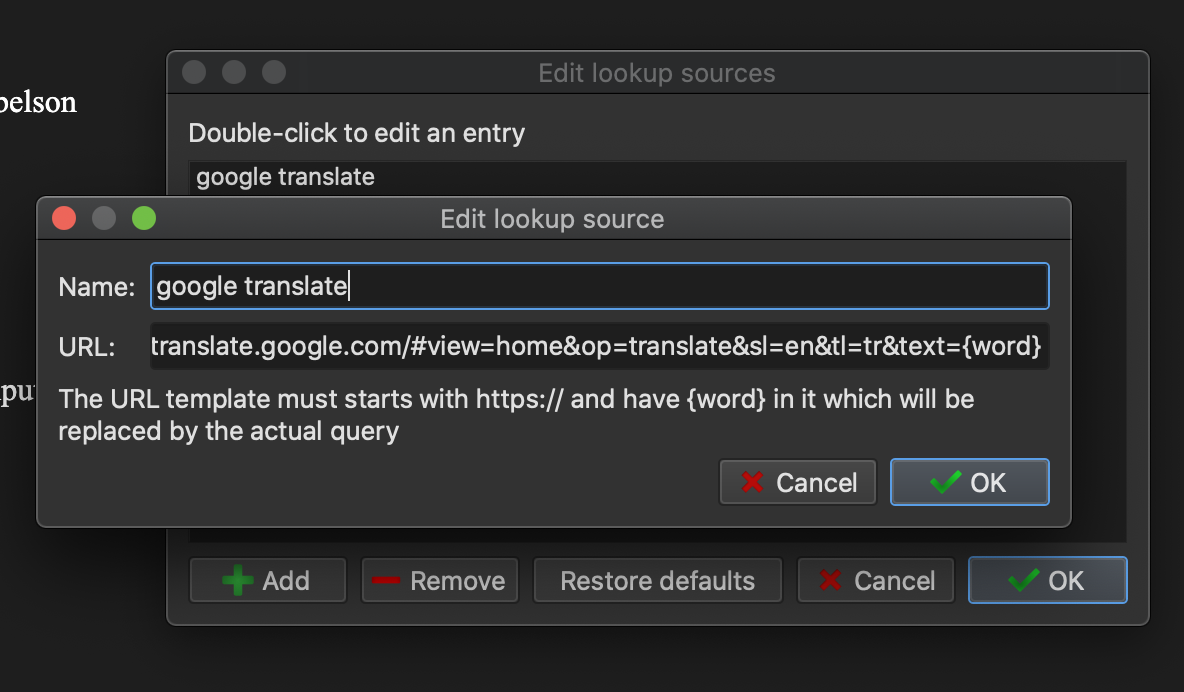 Edit lookup sources
belson
Double-click to edit an entry
google translate
Edit lookup source
Name: google translate
URL: translate.google.com/#view=home&op=translate&sl=en&tl=tr&text={word}
The URL template must starts with https:// and have {word} in it which will be
replaced by the actual query
Cancel OK
Add Remove Restore defaults Cancel OK